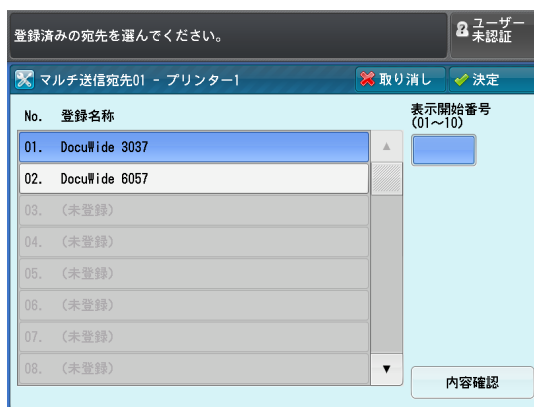 登録済みの宛先を選んでください。
ユーザー
未認証
マルチ送信宛先01 - プリンター1
取り消し
決定
No. 登録名称
表示開始番号
(01～10)
01. DocuWide 3037
02. DocuWide 6057
03. (未登録)
04. (未登録)
05. (未登録)
06. (未登録)
07. (未登録)
08. (未登録)
内容確認